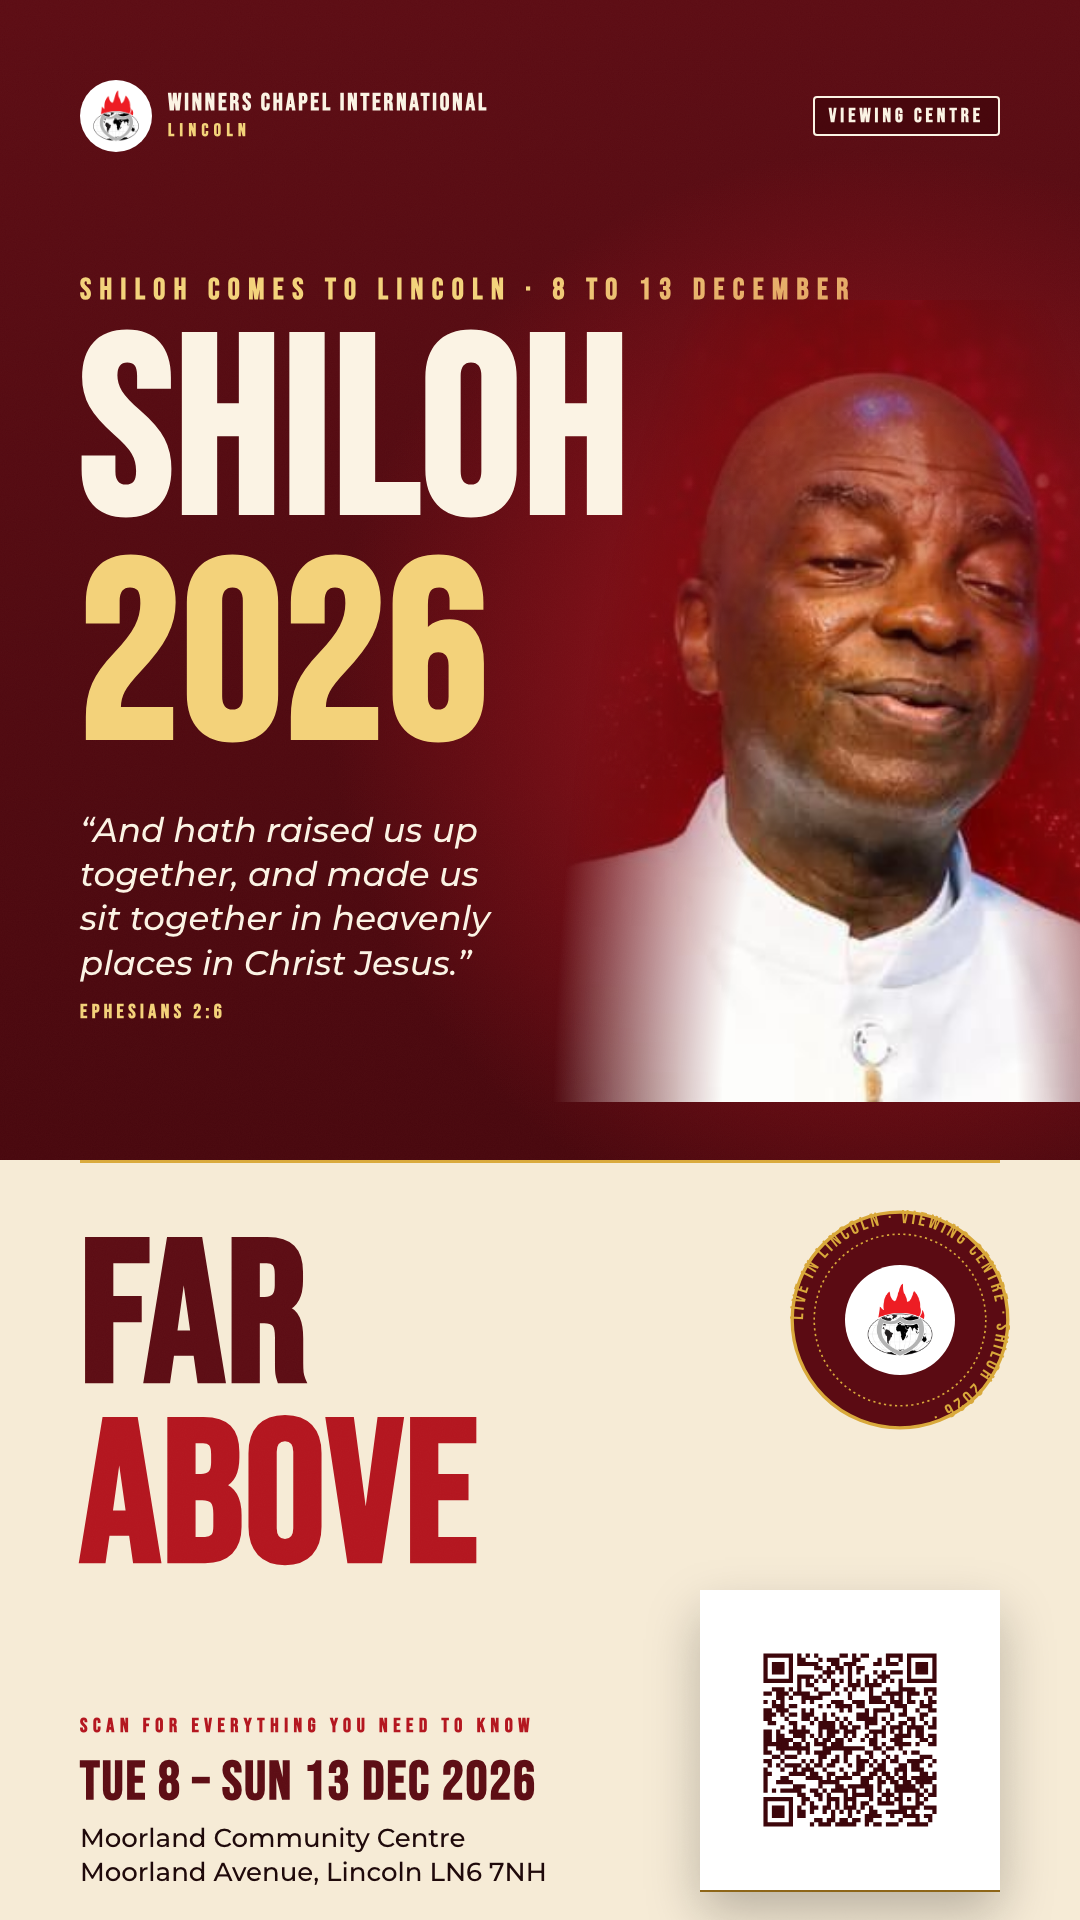 WINNERS CHAPEL INTERNATIONAL
LINCOLN
VIEWING CENTRE
SHILOH COMES TO LINCOLN · 8 TO 13 DECEMBER
SHILOH
2026
“And hath raised us up
together, and made us
sit together in heavenly
places in Christ Jesus.”
EPHESIANS 2:6
FAR
ABOVE
LIVE IN LINCOLN · VIEWING CENTRE · SHILOH 2026 ·
SCAN FOR EVERYTHING YOU NEED TO KNOW
TUE 8 – SUN 13 DEC 2026
Moorland Community Centre
Moorland Avenue, Lincoln LN6 7NH